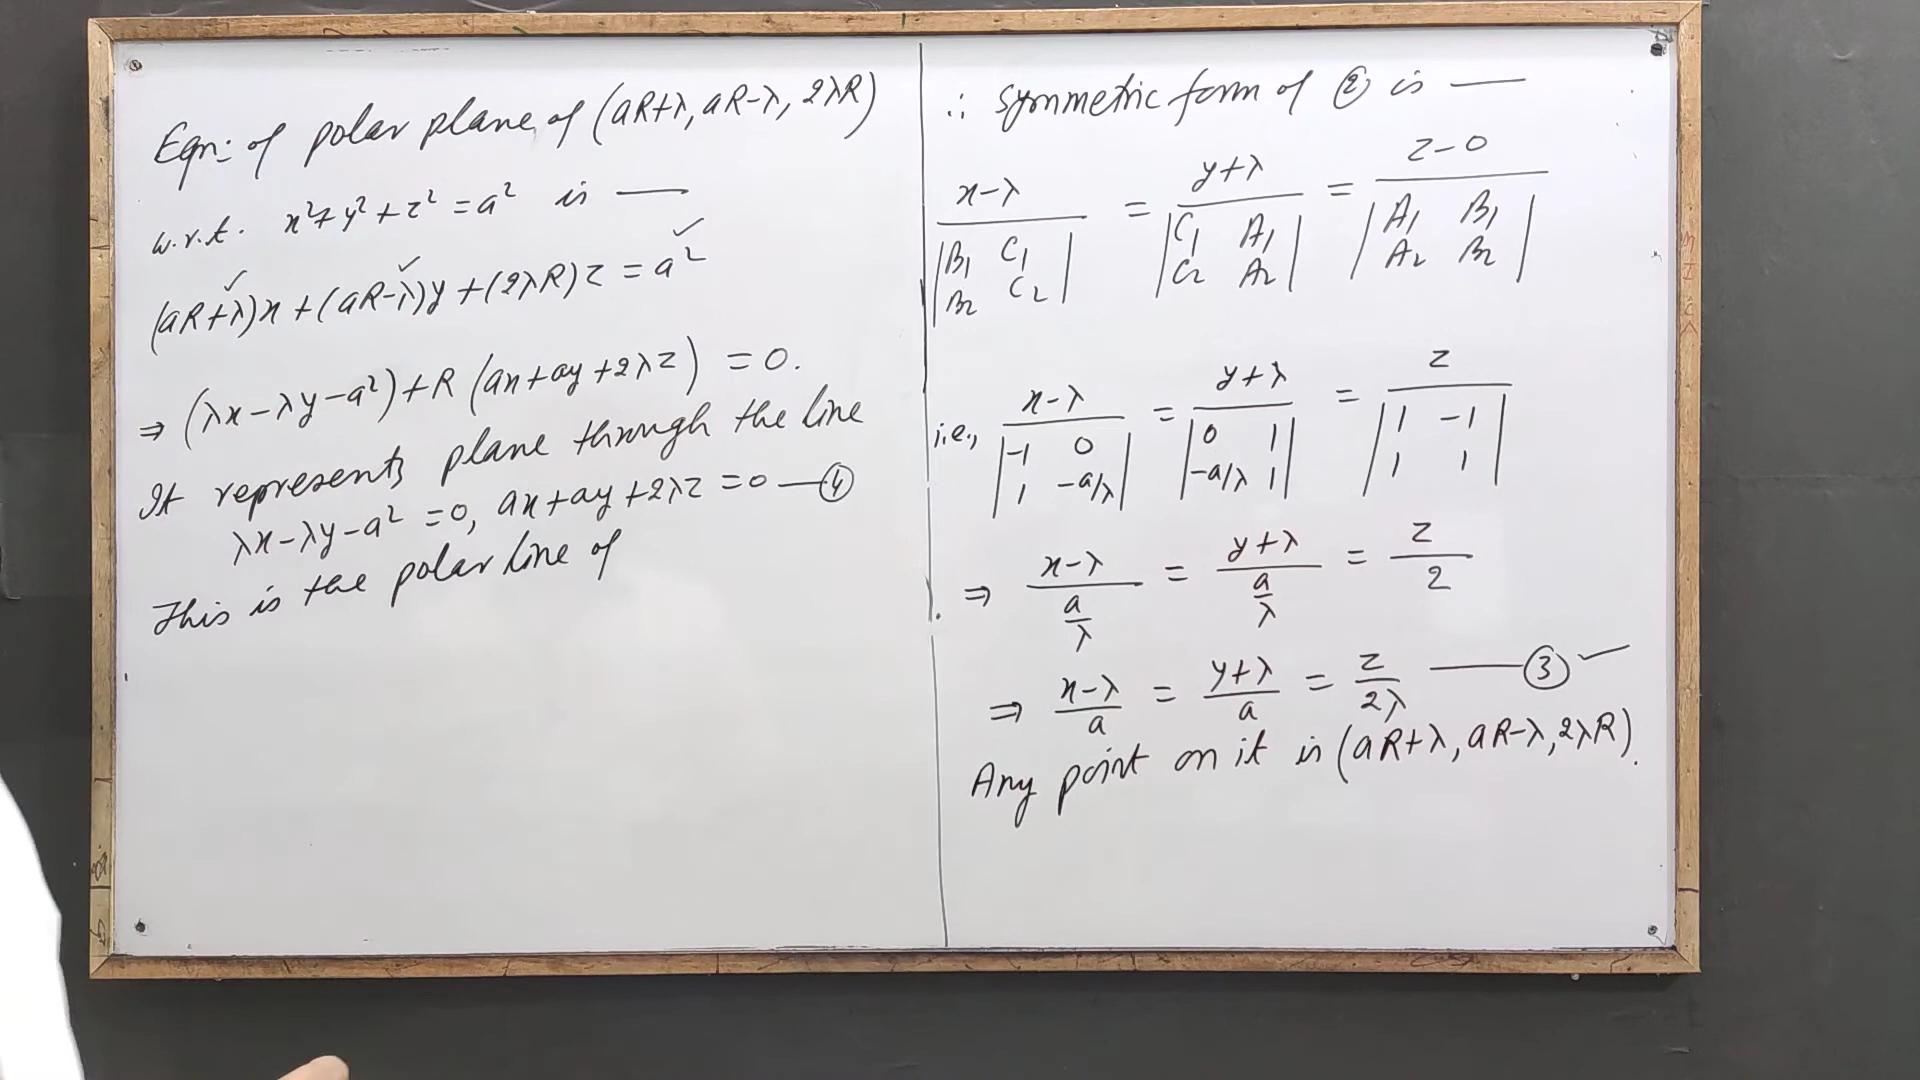 Eqn: of polar plane of (aR+λ, aR-λ, 2λR)
w.r.t. x²+y²+z² = a² is —
(aR+λ)x + (aR-λ)y + (2λR)z = a²
⇒ (λx-λy-a²)+R (ax+ay+2λz) = 0.
It represents plane through the line
λx-λy-a² = 0, ax+ay+2λz = 0 — ④
This is the polar line of
∴ Symmetric form of ② is —
x-λ / |B₁ C₁; B₂ C₂| = y+λ / |C₁ A₁; C₂ A₂| = z-0 / |A₁ B₁; A₂ B₂|
i.e., x-λ / |-1 0; 1 -a/λ| = y+λ / |0 1; -a/λ 1| = z / |1 -1; 1 1|
⇒ x-λ / (a/λ) = y+λ / (a/λ) = z / 2
⇒ x-λ / a = y+λ / a = z / 2λ — ③ ✓
Any point on it is (aR+λ, aR-λ, 2λR).